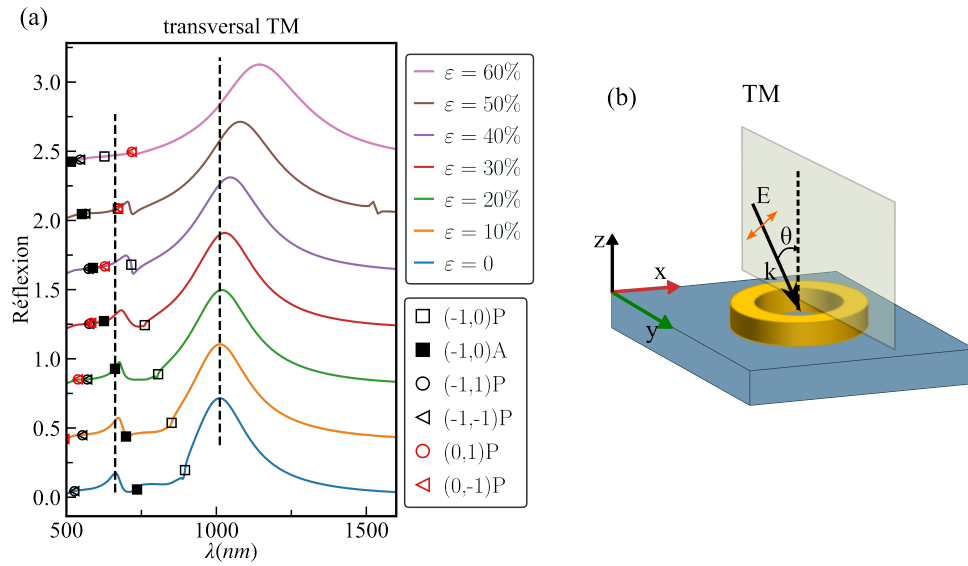 (a)
transversal TM
Réflexion
3.0
2.5
2.0
1.5
1.0
0.5
0.0
500
1000
1500
λ(nm)
ε = 60%
ε = 50%
ε = 40%
ε = 30%
ε = 20%
ε = 10%
ε = 0
(-1,0)P
(-1,0)A
(-1,1)P
(-1,-1)P
(0,1)P
(0,-1)P
(b)
TM
E
θ
k
z
x
y